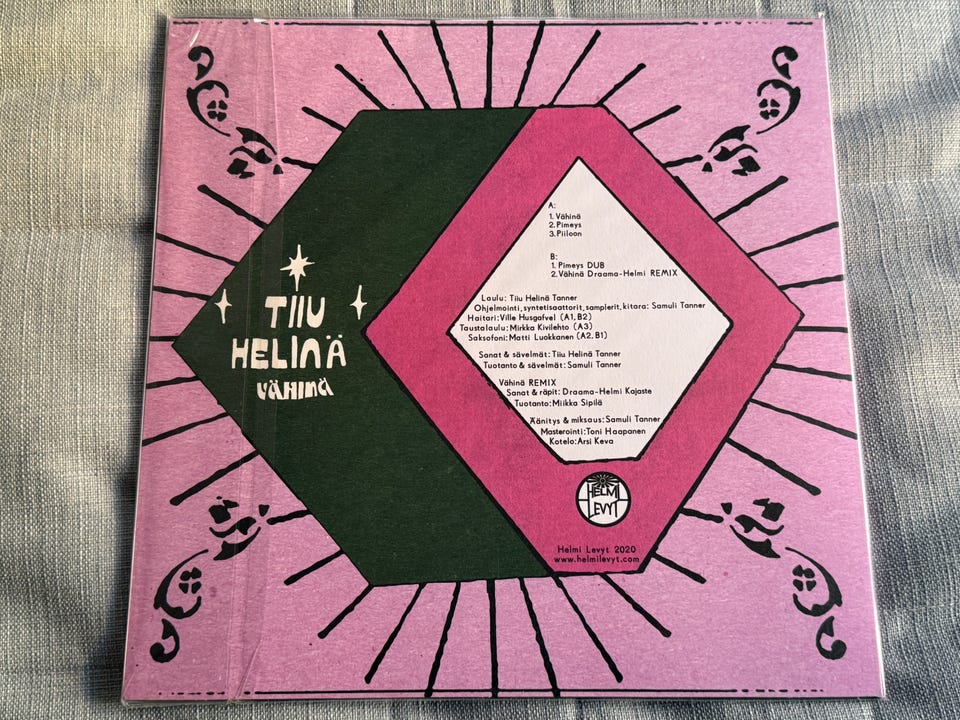 TIIU
HELINÄ
VÄHINÄ
A:
1. Vähinä
2. Pimeys
3. Piiloon
B:
1. Pimeys DUB
2. Vähinä Draama-Helmi REMIX
Laulu: Tiiu Helinä Tanner
Ohjelmointi, syntetisaattorit, samplerit, kitara: Samuli Tanner
Haitari: Ville Husgafvel (A1, B2)
Taustalaulu: Mirkka Kivilehto (A3)
Saksofoni: Matti Luokkanen (A2, B1)
Sanat & sävelmät: Tiiu Helinä Tanner
Tuotanto & sävelmät: Samuli Tanner
Vähinä REMIX
Sanat & räpit: Draama-Helmi Kajaste
Tuotanto: Miikka Sipilä
Äänitys & miksaus: Samuli Tanner
Masterointi: Toni Haapanen
Kotelo: Arsi Keva
HELMI
LEVYT
Helmi Levyt 2020
www.helmilevyt.com